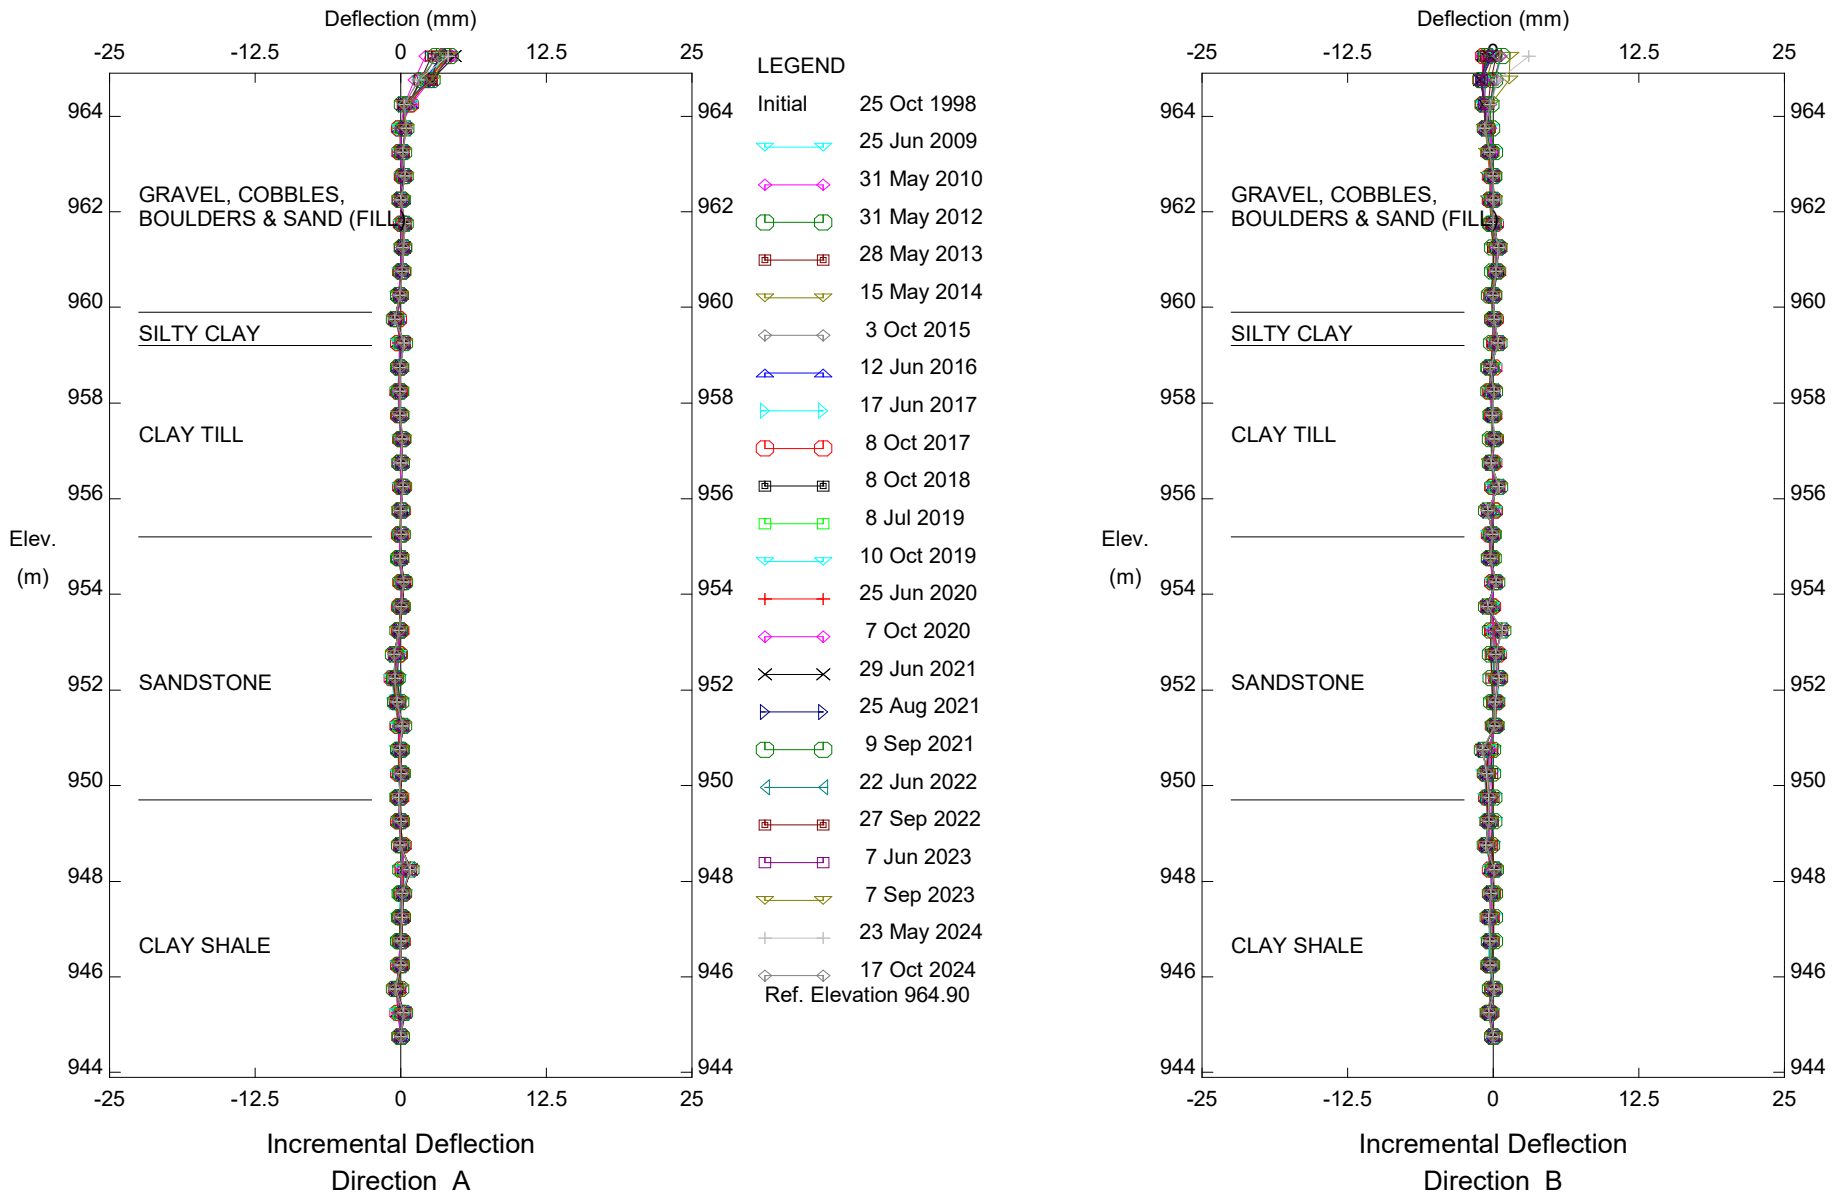 Deflection (mm)
-25 -12.5 0 12.5 25
964 964
GRAVEL, COBBLES,
962 962
BOULDERS & SAND (FILL)
960 960
SILTY CLAY
958 958
CLAY TILL
956 956
Elev.
(m)
954 954
SANDSTONE
952 952
950 950
948 948
CLAY SHALE
946 946
944 944
-25 -12.5 0 12.5 25
Incremental Deflection
Direction A
LEGEND
Initial 25 Oct 1998
25 Jun 2009
31 May 2010
31 May 2012
28 May 2013
15 May 2014
3 Oct 2015
12 Jun 2016
17 Jun 2017
8 Oct 2017
8 Oct 2018
8 Jul 2019
10 Oct 2019
25 Jun 2020
7 Oct 2020
29 Jun 2021
25 Aug 2021
9 Sep 2021
22 Jun 2022
27 Sep 2022
7 Jun 2023
7 Sep 2023
23 May 2024
17 Oct 2024
Ref. Elevation 964.90
Deflection (mm)
-25 -12.5 0 12.5 25
964 964
GRAVEL, COBBLES,
962 962
BOULDERS & SAND (FILL)
960 960
SILTY CLAY
958 958
CLAY TILL
956 956
Elev.
(m)
954 954
SANDSTONE
952 952
950 950
948 948
CLAY SHALE
946 946
944 944
-25 -12.5 0 12.5 25
Incremental Deflection
Direction B